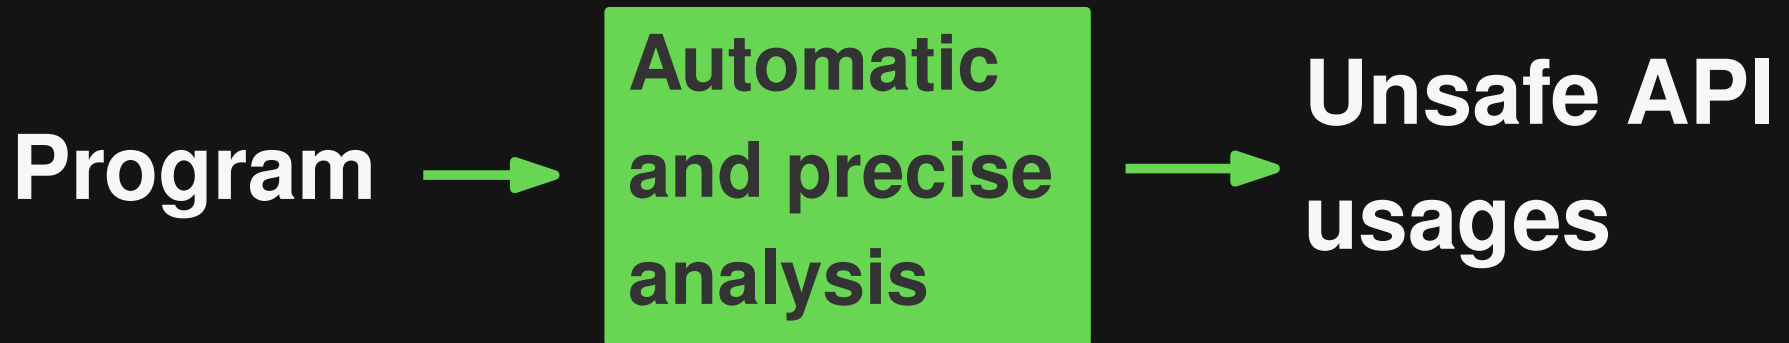 Program
Automatic
and precise
analysis
Unsafe API
usages